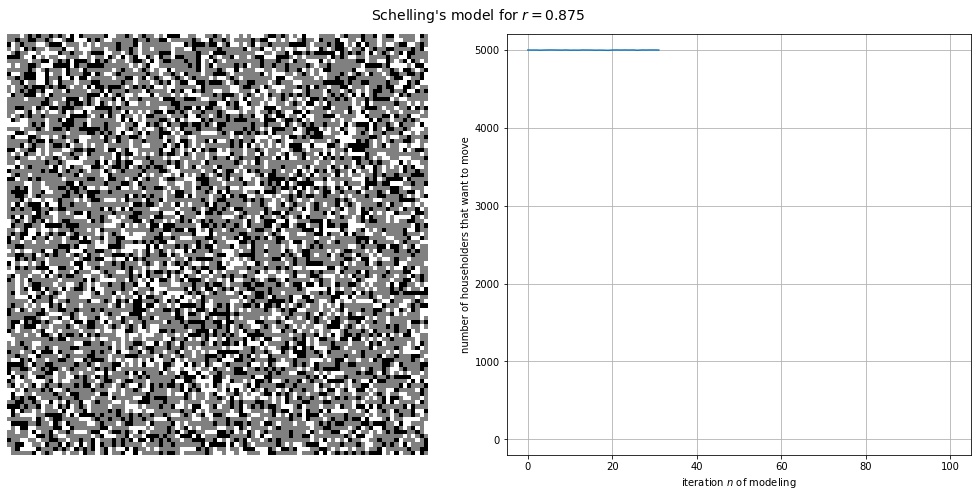 Schelling's model for r = 0.875
number of householders that want to move
5000
4000
3000
2000
1000
0
0 20 40 60 80 100
iteration n of modeling